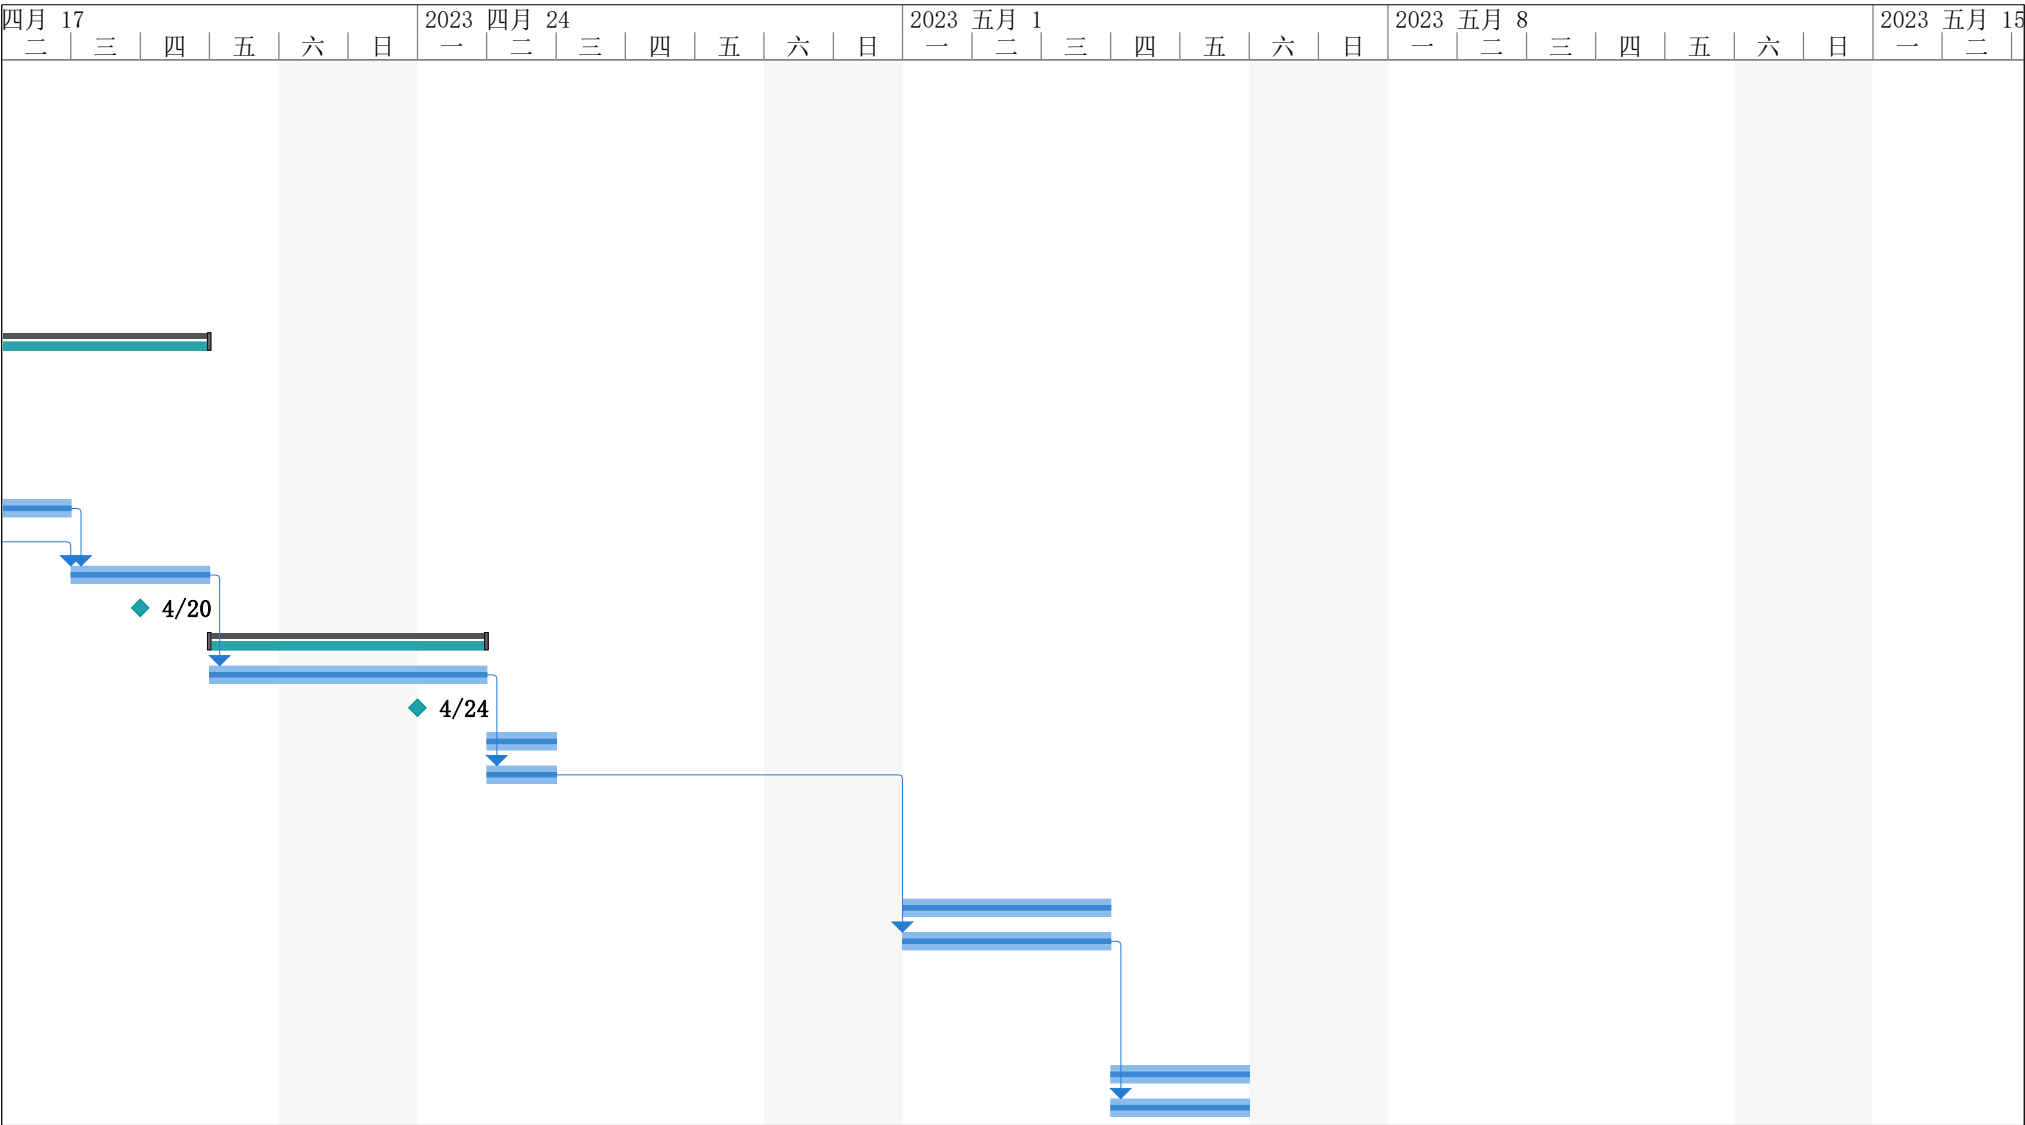 四月 17 2023 四月 24 2023 五月 1 2023 五月 8 2023 五月 15
二 三 四 五 六 日 一 二 三 四 五 六 日 一 二 三 四 五 六 日 一 二 三 四 五 六 日 一 二
4/20
4/24